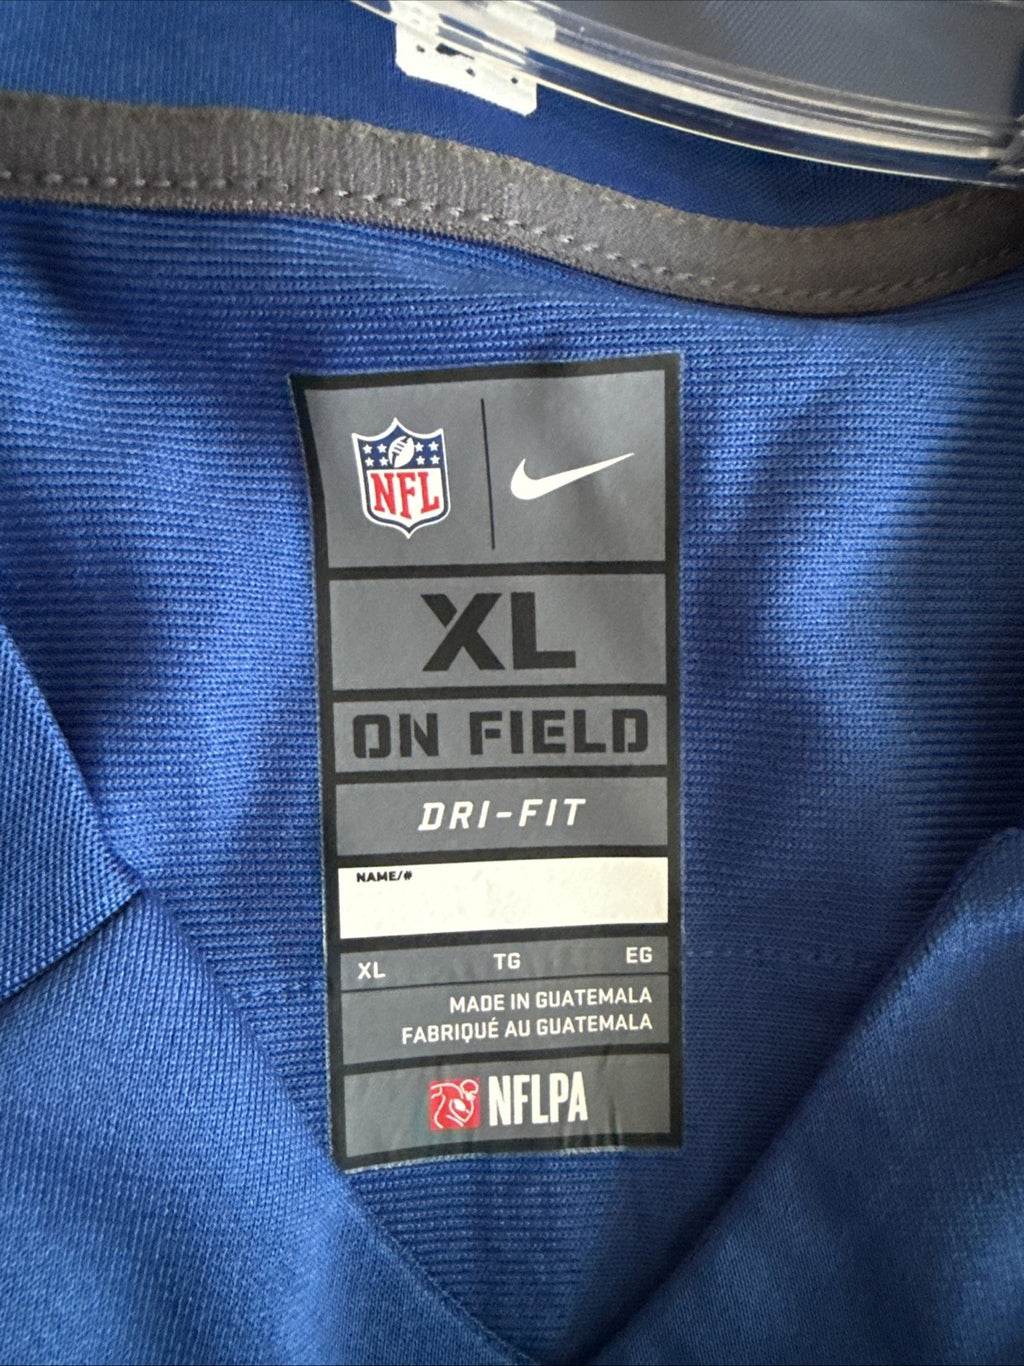 NFL
XL
ON FIELD
DRI-FIT
NAME/#
XL TG EG
MADE IN GUATEMALA
FABRIQUÉ AU GUATEMALA
NFLPA